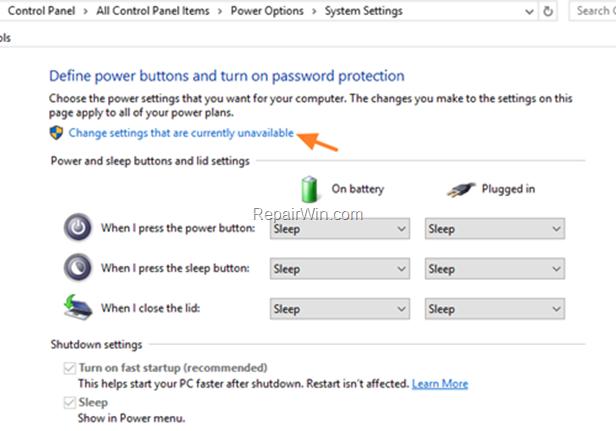 Control Panel > All Control Panel Items > Power Options > System Settings
Search C
ols
Define power buttons and turn on password protection
Choose the power settings that you want for your computer. The changes you make to the settings on this
page apply to all of your power plans.
Change settings that are currently unavailable
Power and sleep buttons and lid settings
On battery Plugged in
RepairWin.com
When I press the power button: Sleep Sleep
When I press the sleep button: Sleep Sleep
When I close the lid: Sleep Sleep
Shutdown settings
Turn on fast startup (recommended)
This helps start your PC faster after shutdown. Restart isn't affected. Learn More
Sleep
Show in Power menu.